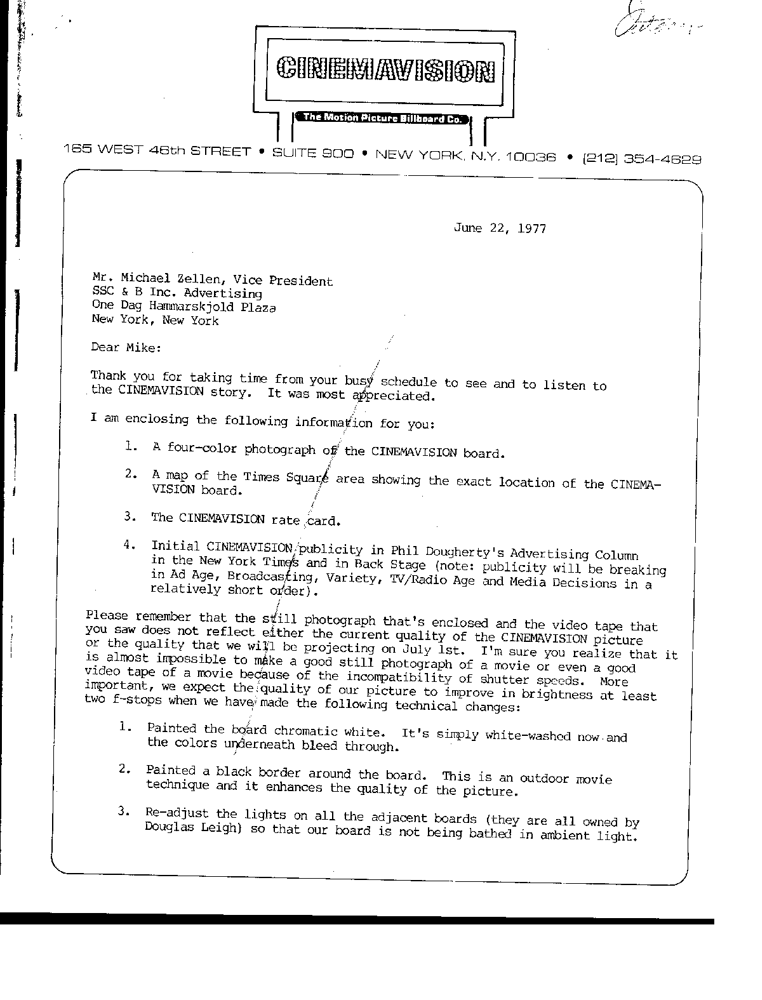 CINEMAVISION
The Motion Picture Billboard Co.
165 WEST 46th STREET • SUITE 900 • NEW YORK, N.Y. 10036 • (212) 354-4629
June 22, 1977
Mr. Michael Zellen, Vice President
SSC & B Inc. Advertising
One Dag Hammarskjold Plaza
New York, New York
Dear Mike:
Thank you for taking time from your busy schedule to see and to listen to
the CINEMAVISION story. It was most appreciated.
I am enclosing the following information for you:
1. A four-color photograph of the CINEMAVISION board.
2. A map of the Times Square area showing the exact location of the CINEMA-
VISION board.
3. The CINEMAVISION rate card.
4. Initial CINEMAVISION publicity in Phil Dougherty's Advertising Column
in the New York Times and in Back Stage (note: publicity will be breaking
in Ad Age, Broadcasting, Variety, TV/Radio Age and Media Decisions in a
relatively short order).
Please remember that the still photograph that's enclosed and the video tape that
you saw does not reflect either the current quality of the CINEMAVISION picture
or the quality that we will be projecting on July 1st. I'm sure you realize that it
is almost impossible to make a good still photograph of a movie or even a good
video tape of a movie because of the incompatibility of shutter speeds. More
important, we expect the quality of our picture to improve in brightness at least
two f-stops when we have made the following technical changes:
1. Painted the board chromatic white. It's simply white-washed now and
the colors underneath bleed through.
2. Painted a black border around the board. This is an outdoor movie
technique and it enhances the quality of the picture.
3. Re-adjust the lights on all the adjacent boards (they are all owned by
Douglas Leigh) so that our board is not being bathed in ambient light.